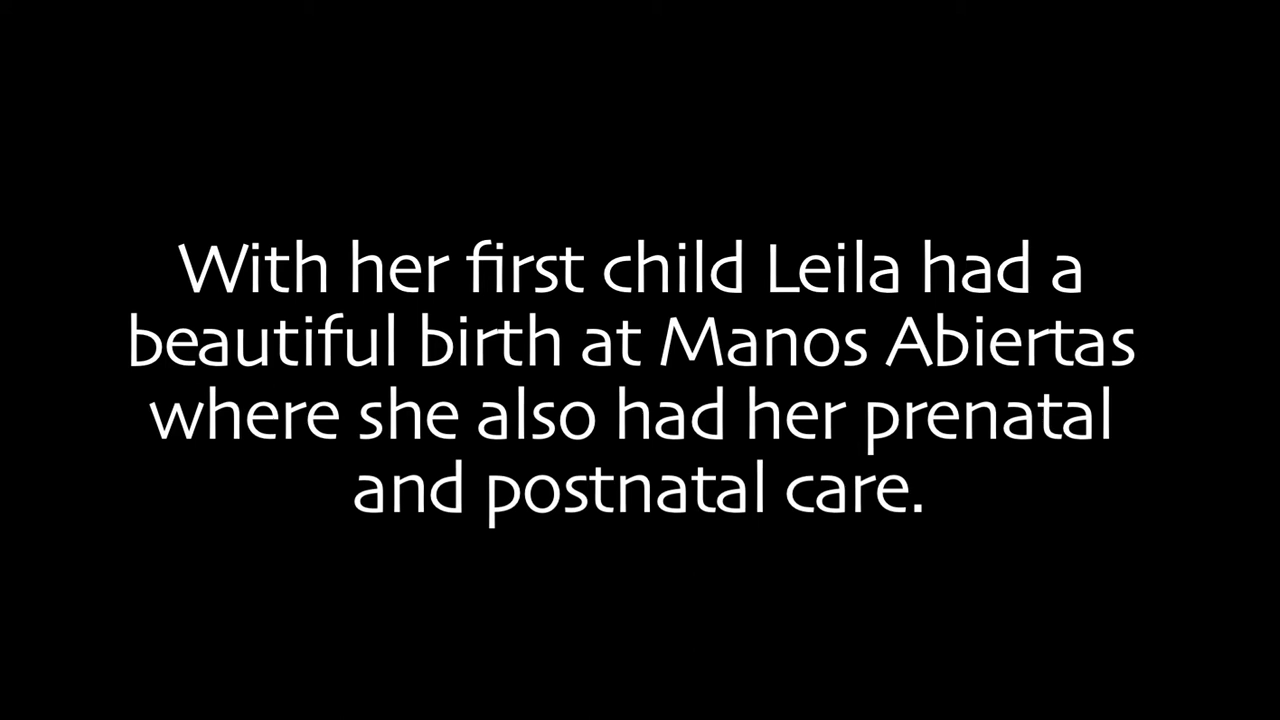 With her first child Leila had a
beautiful birth at Manos Abiertas
where she also had her prenatal
and postnatal care.